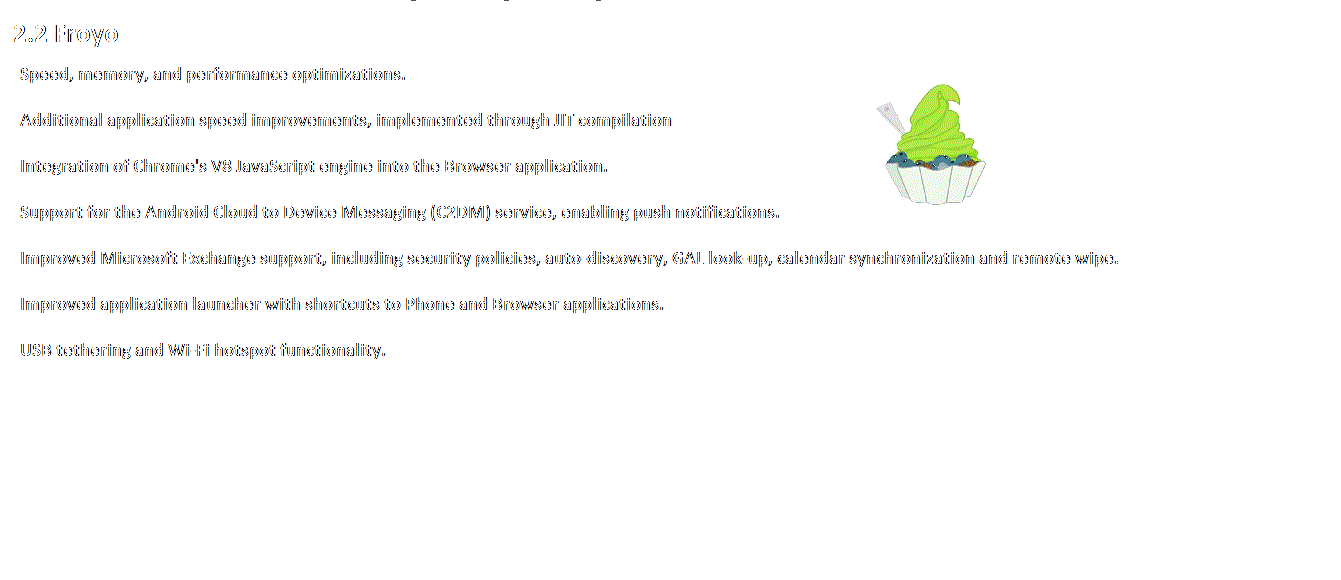 2.2 Froyo
Speed, memory, and performance optimizations.
Additional application speed improvements, implemented through JIT compilation
Integration of Chrome's V8 JavaScript engine into the Browser application.
Support for the Android Cloud to Device Messaging (C2DM) service, enabling push notifications.
Improved Microsoft Exchange support, including security policies, auto-discovery, GAL look-up, calendar synchronization and remote wipe.
Improved application launcher with shortcuts to Phone and Browser applications.
USB tethering and Wi-Fi hotspot functionality.